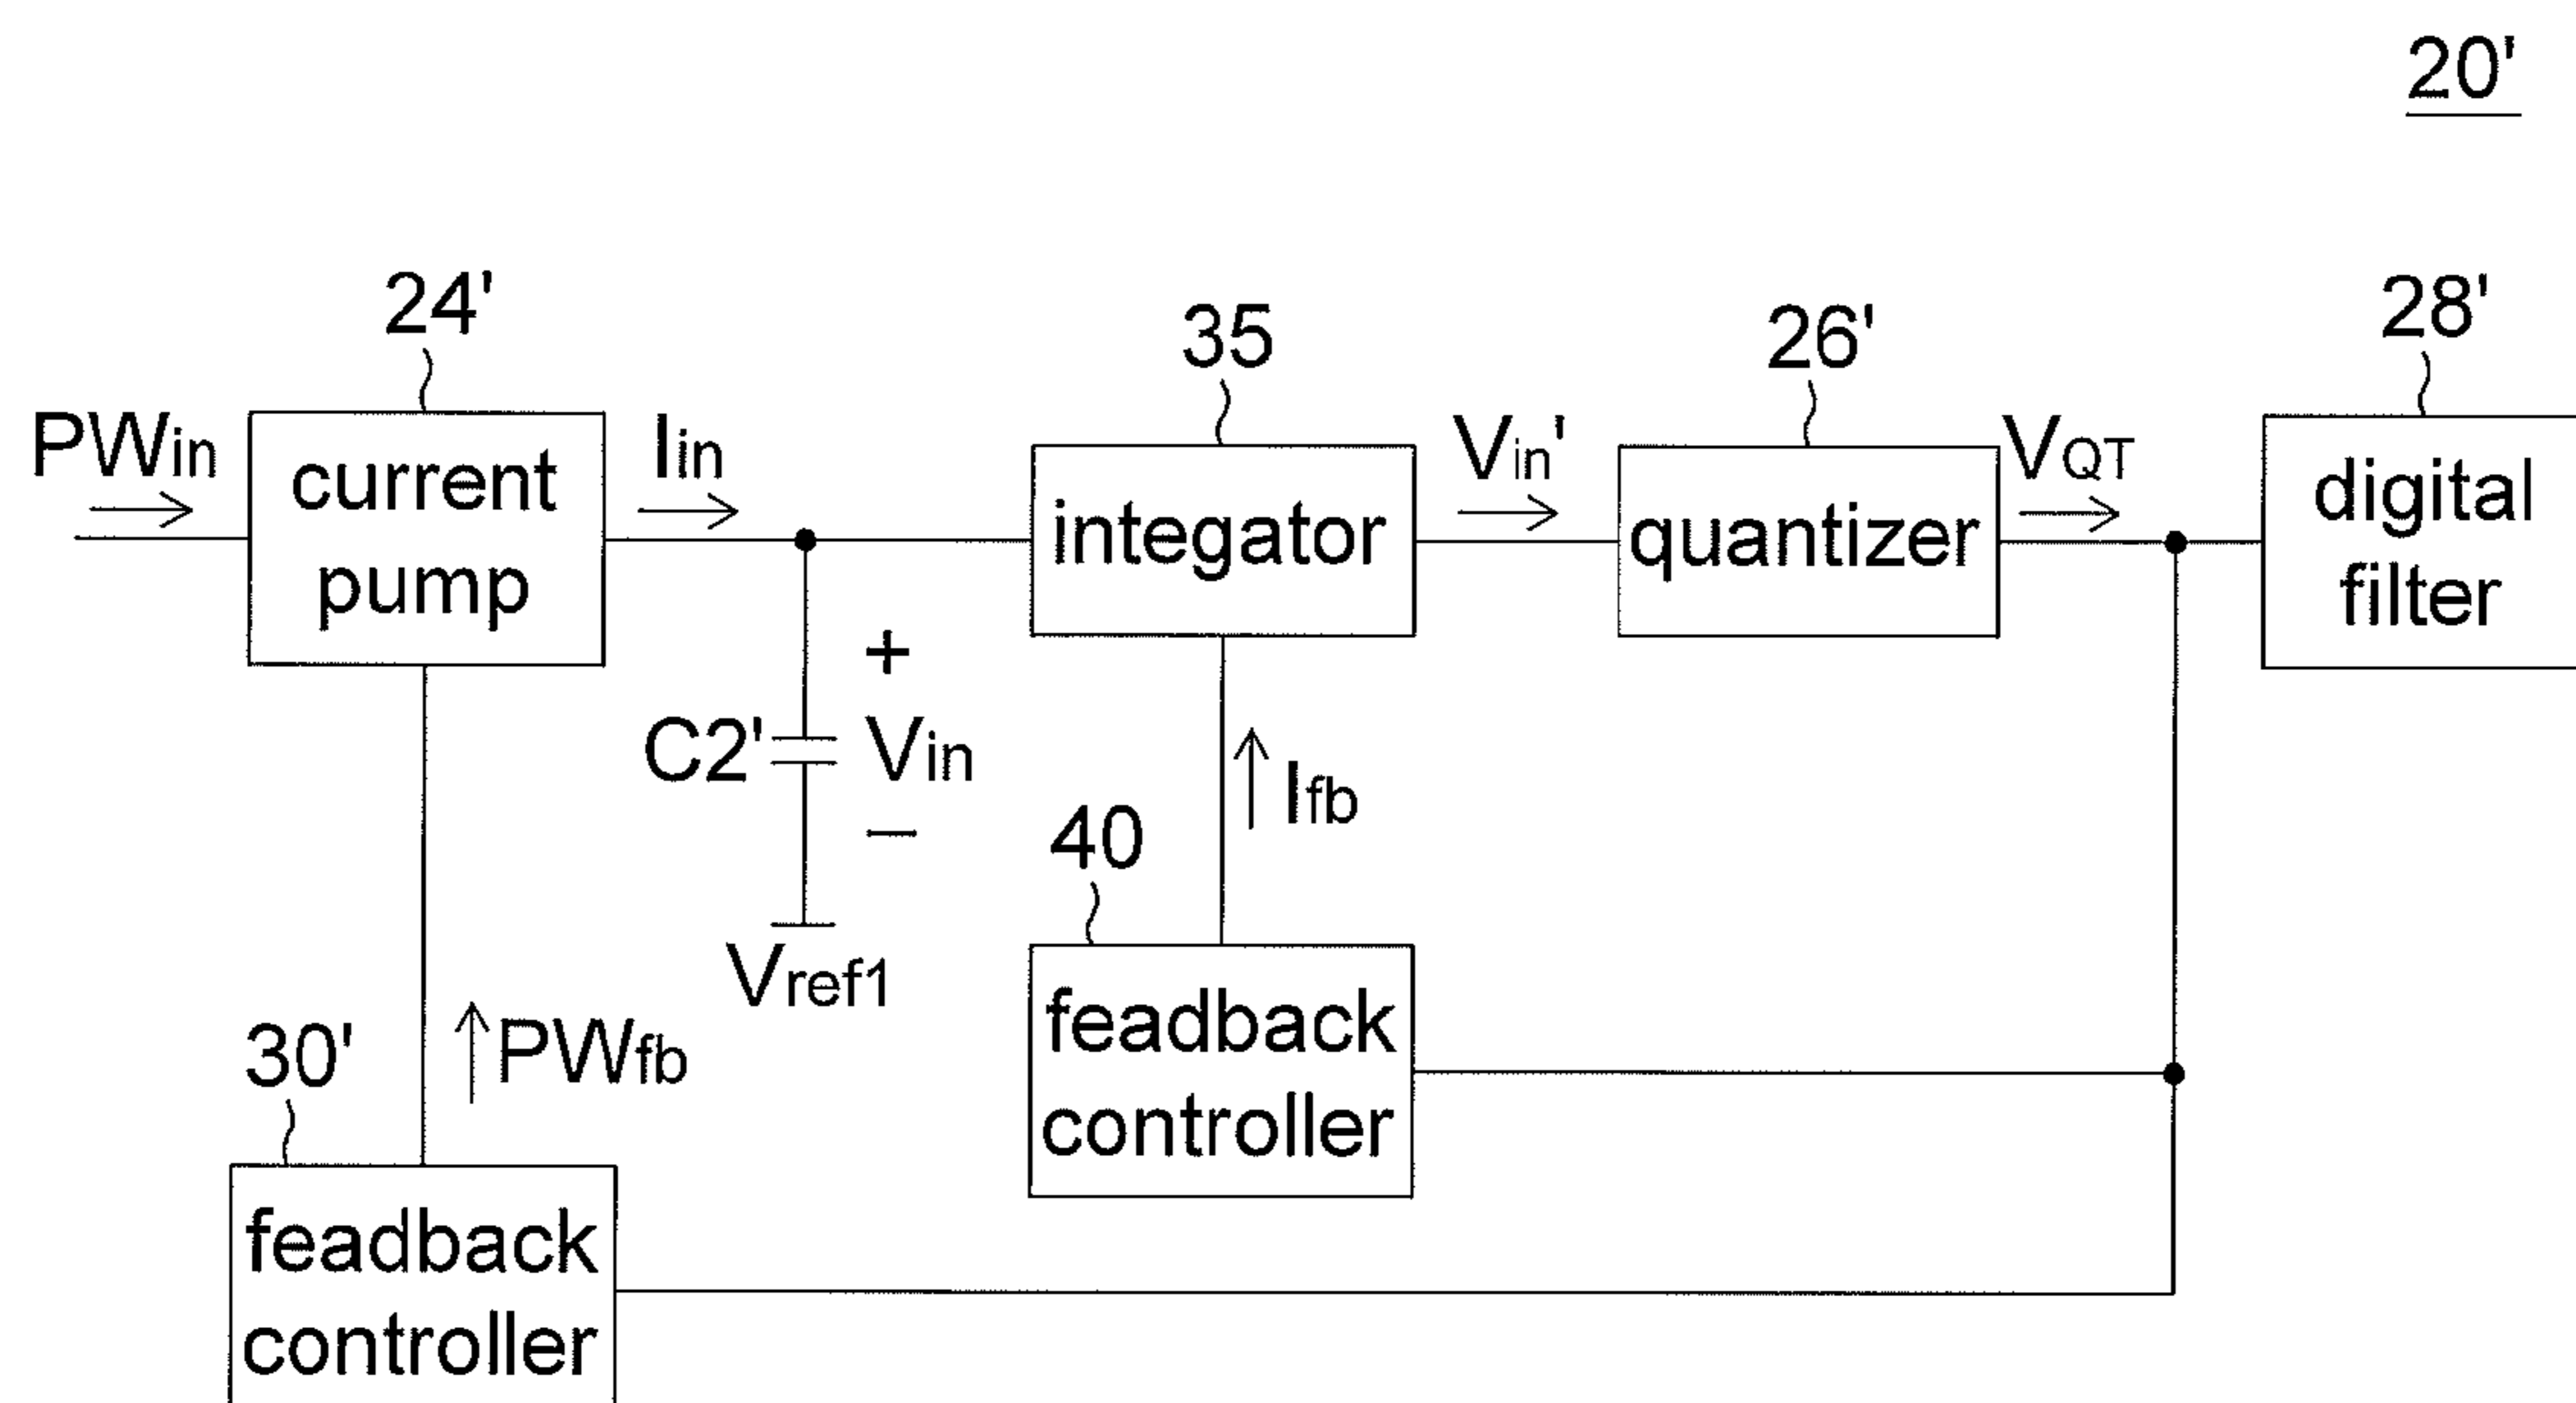 20'
24'
35
26'
28'
PWin
current
pump
Iin
integator
Vin'
quantizer
VQT
digital
filter
+
C2'
Vin
−
Vref1
40
Ifb
feadback
controller
30'
PWfb
feadback
controller